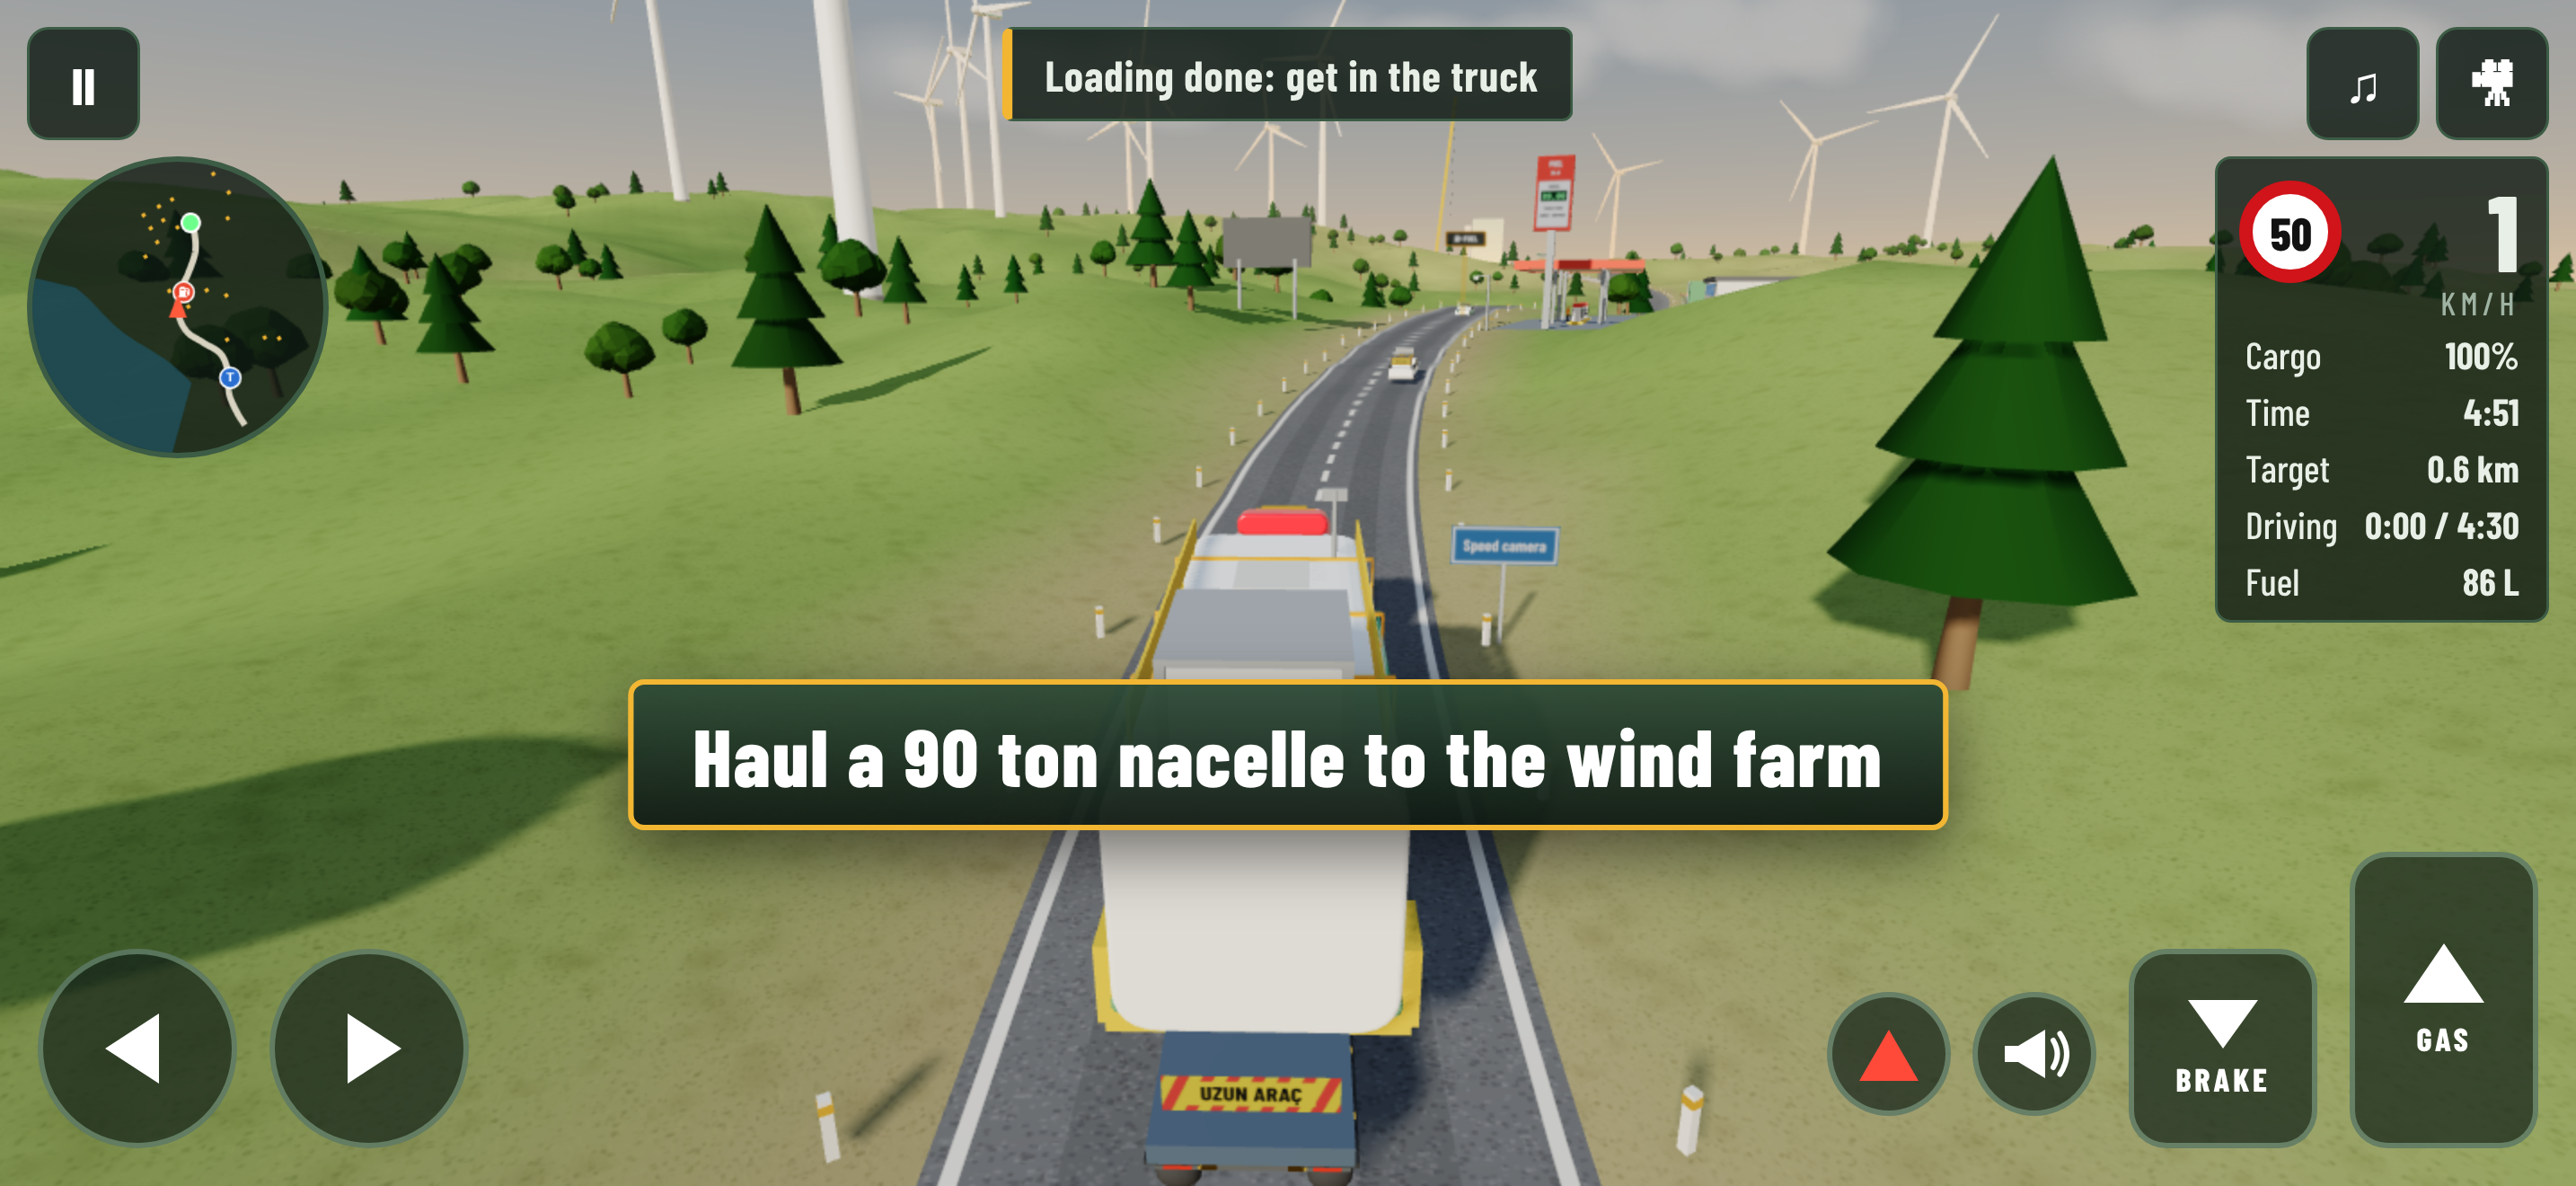 Loading done: get in the truck
50
1
KM/H
Cargo 100%
Time 4:51
Target 0.6 km
Driving 0:00 / 4:30
Fuel 86 L
T
Speed camera
Haul a 90 ton nacelle to the wind farm
UZUN ARAÇ
BRAKE
GAS